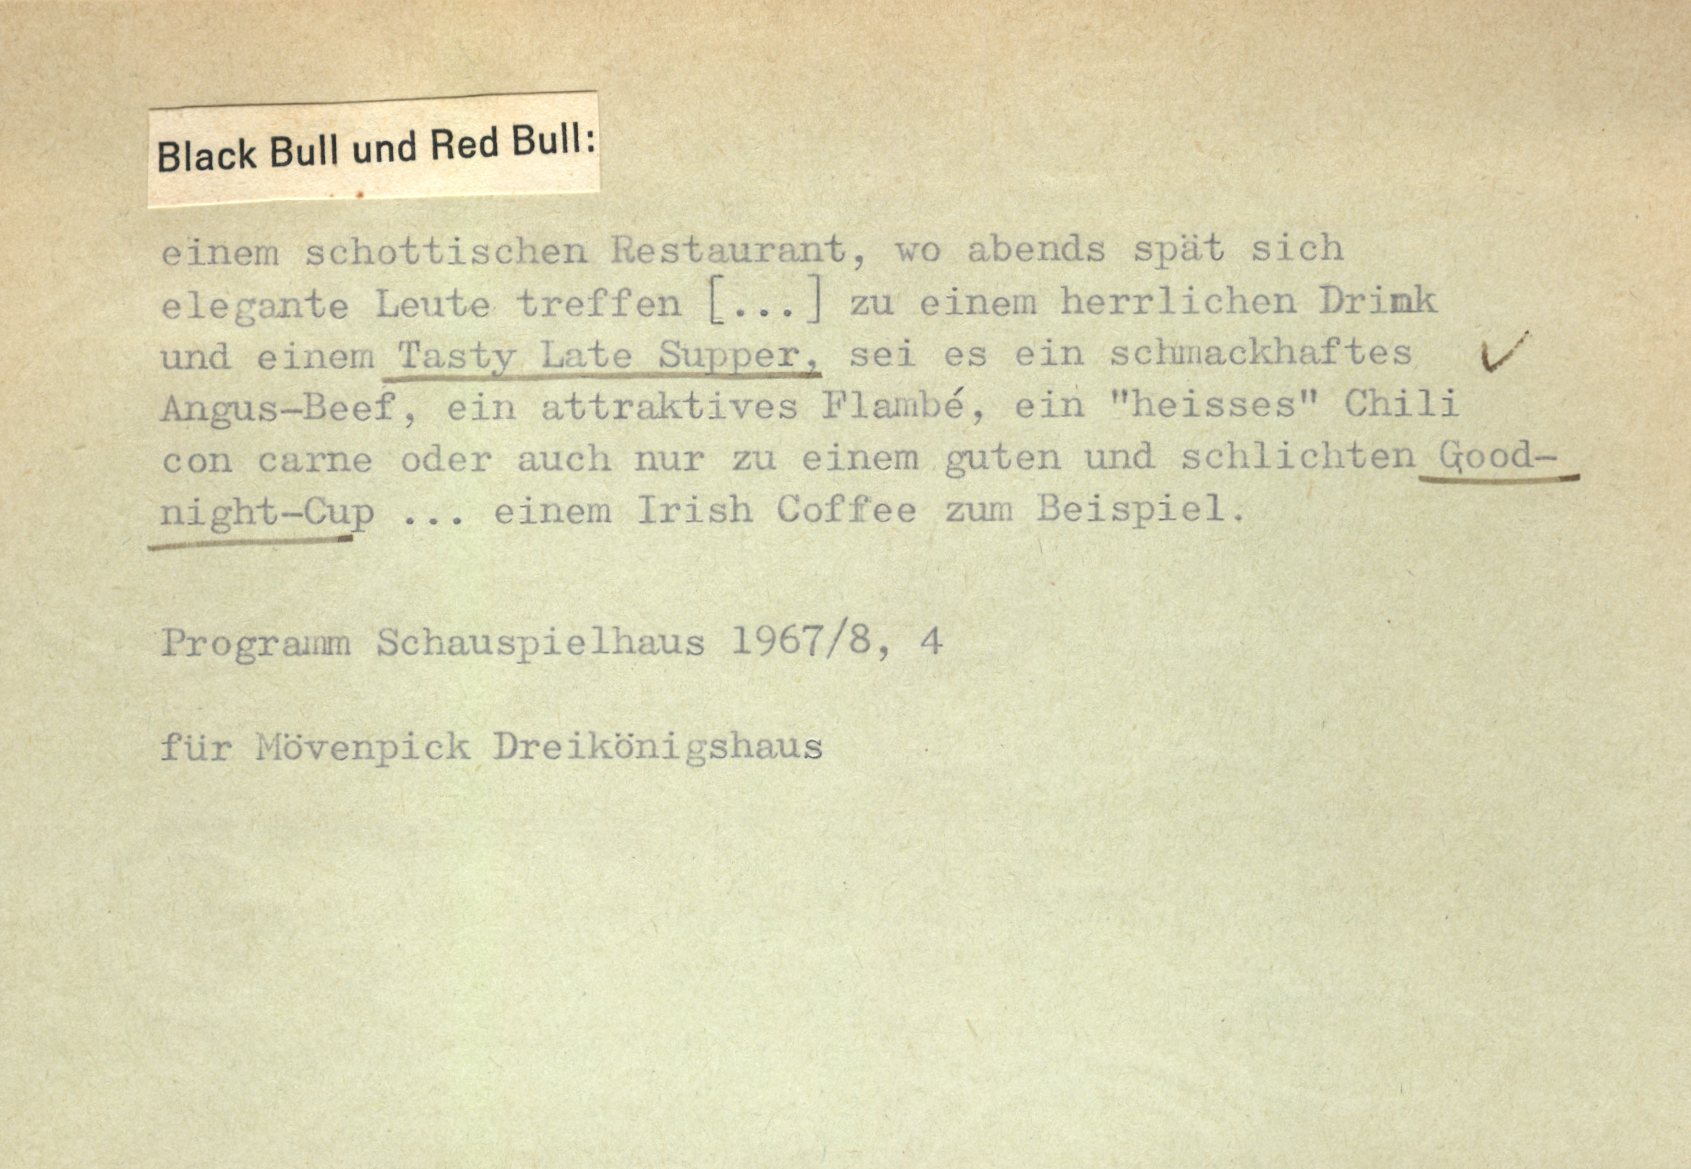 Black Bull und Red Bull:
einem schottischen Restaurant, wo abends spät sich
elegante Leute treffen [...] zu einem herrlichen Drink
und einem Tasty Late Supper, sei es ein schmackhaftes
Angus-Beef, ein attraktives Flambé, ein "heisses" Chili
con carne oder auch nur zu einem guten und schlichten Good-
night-Cup ... einem Irish Coffee zum Beispiel.
Programm Schauspielhaus 1967/8, 4
für Mövenpick Dreikönigshaus